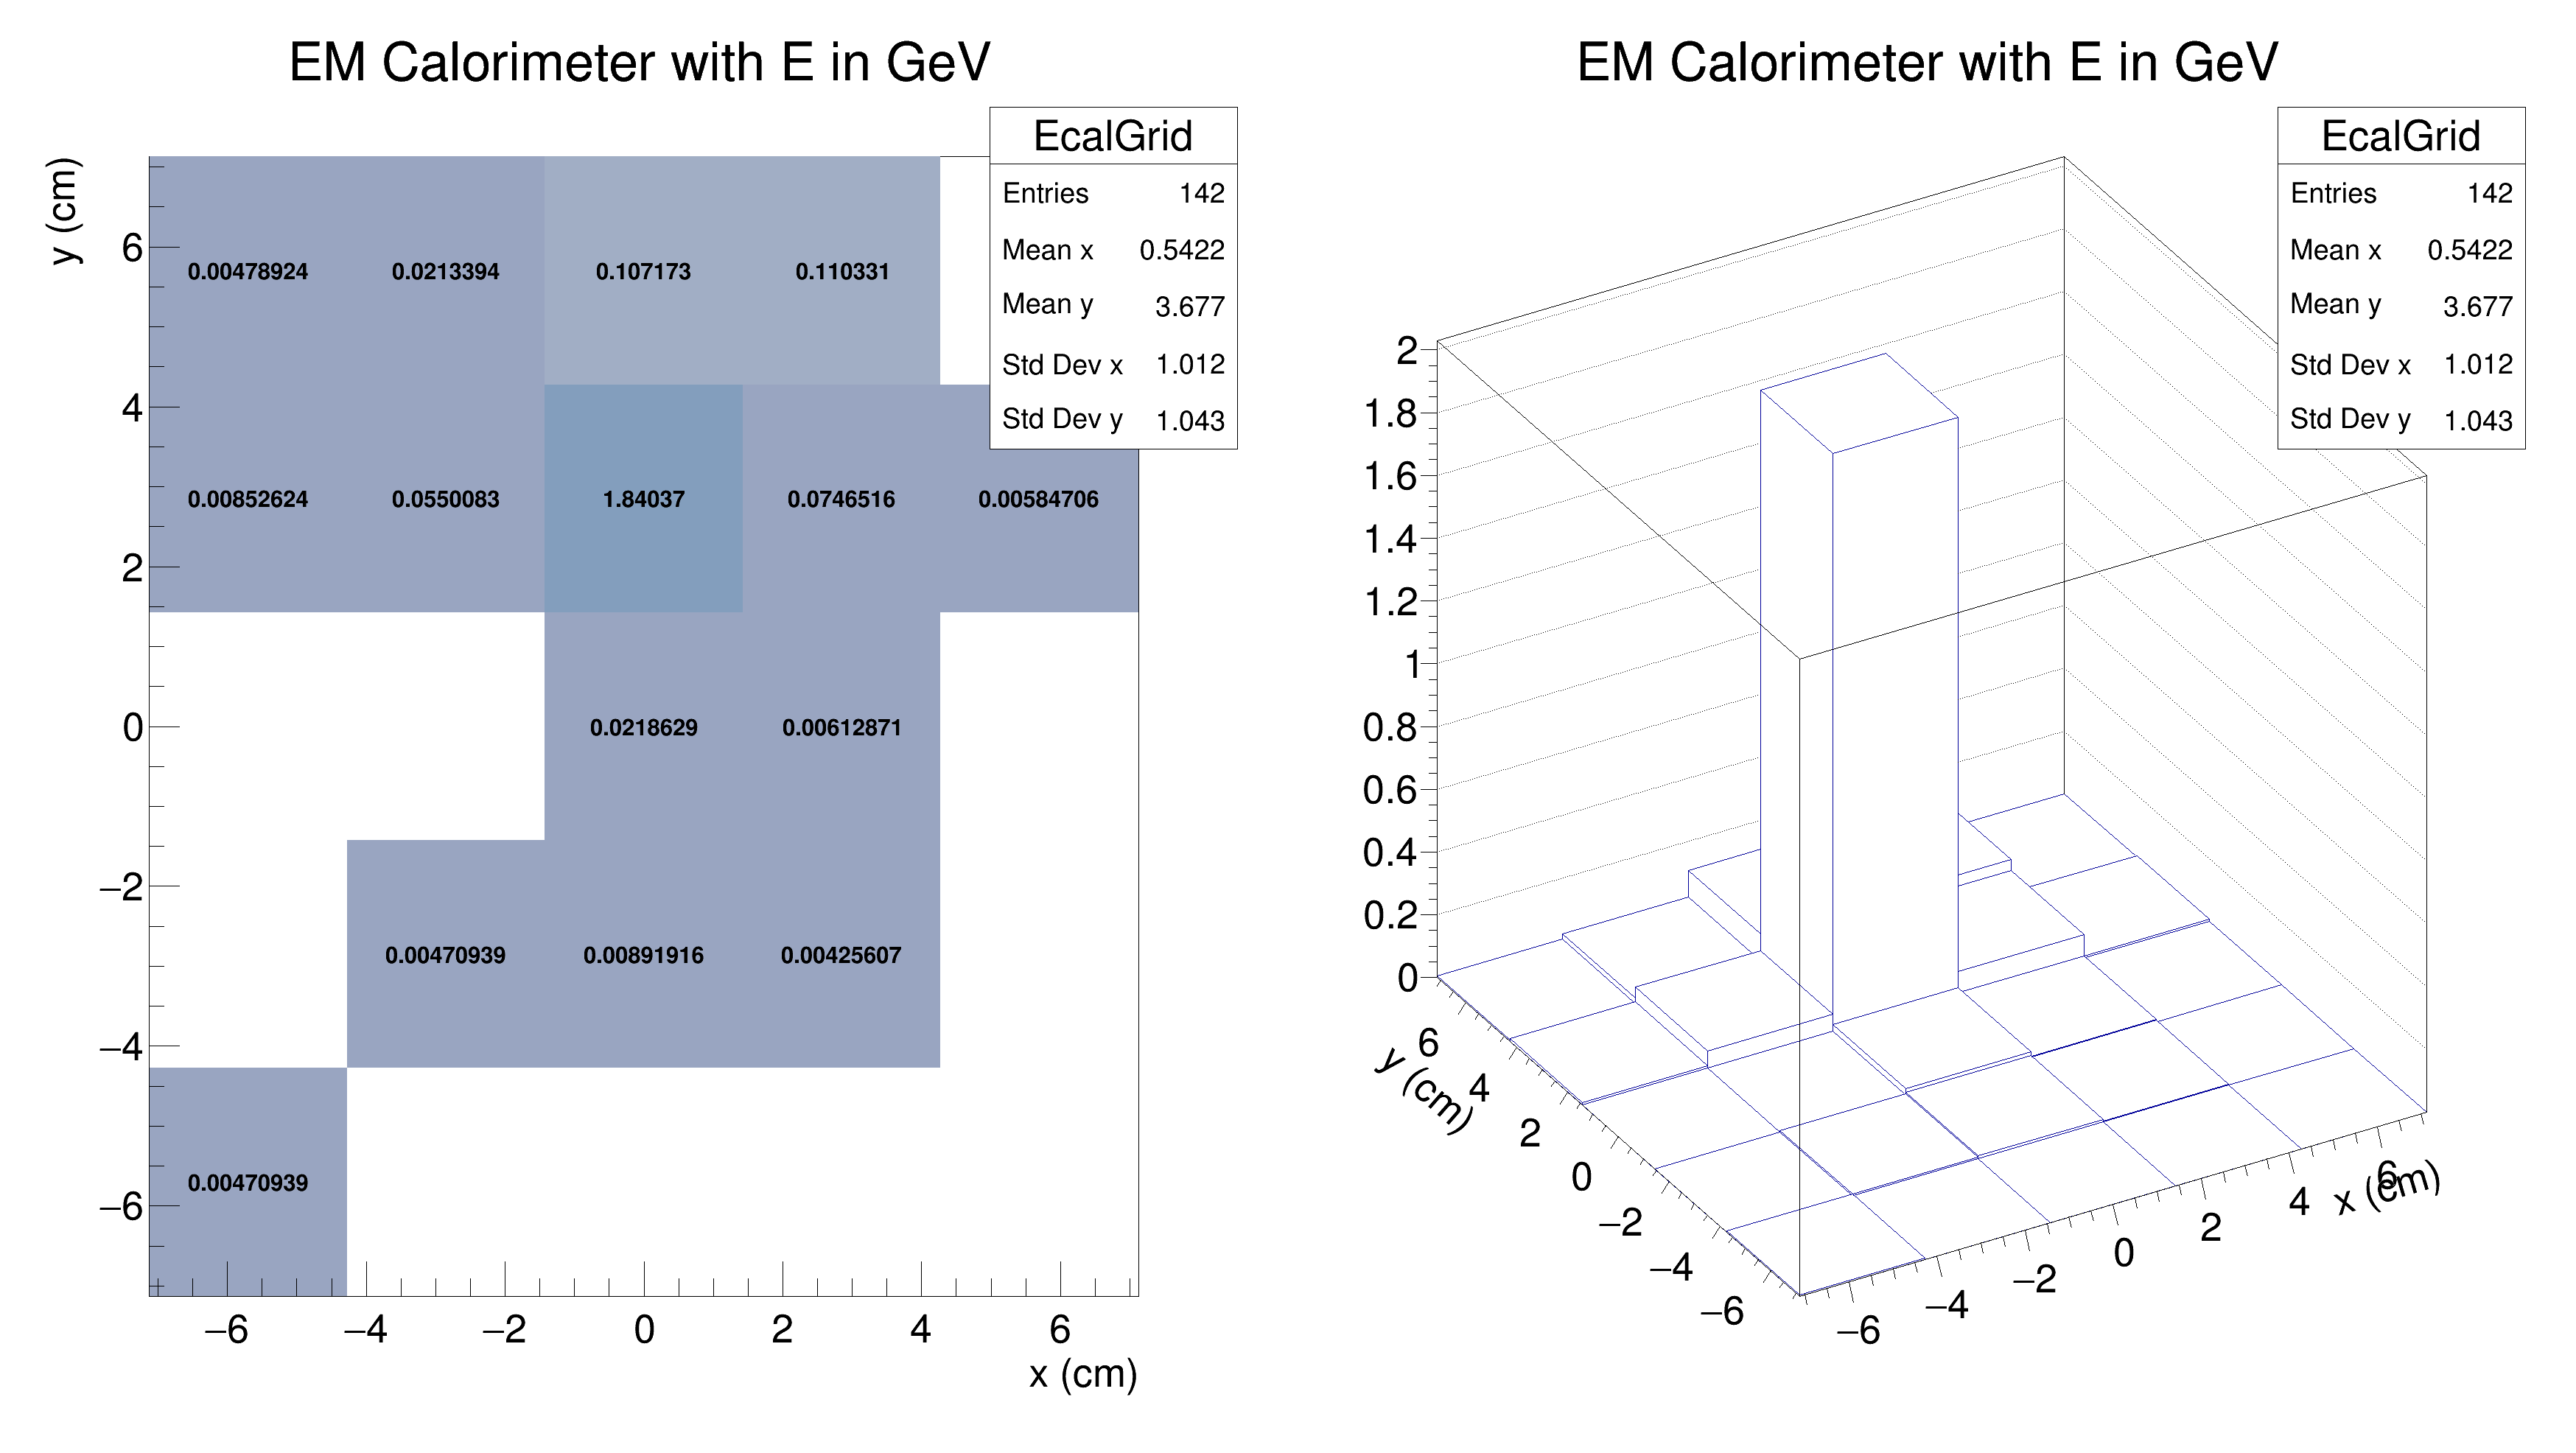 EM Calorimeter with E in GeV
EcalGrid
Entries 142
Mean x 0.5422
Mean y 3.677
Std Dev x 1.012
Std Dev y 1.043
y (cm)
6
4
2
0
−2
−4
−6
0.00478924 0.0213394 0.107173 0.110331
0.00852624 0.0550083 1.84037 0.0746516 0.00584706
0.0218629 0.00612871
0.00470939 0.00891916 0.00425607
0.00470939
−6 −4 −2 0 2 4 6
x (cm)
EM Calorimeter with E in GeV
EcalGrid
Entries 142
Mean x 0.5422
Mean y 3.677
Std Dev x 1.012
Std Dev y 1.043
2
1.8
1.6
1.4
1.2
1
0.8
0.6
0.4
0.2
0
6
4
2
0
−2
−4
−6
y (cm)
−6 −4 −2 0 2 4 6
x (cm)